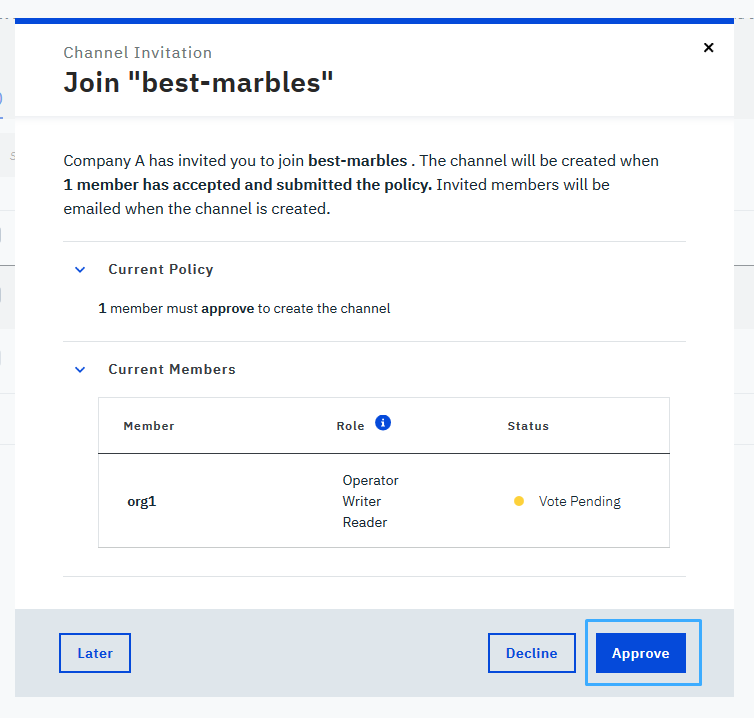 Channel Invitation
Join "best-marbles"
Company A has invited you to join best-marbles . The channel will be created when
1 member has accepted and submitted the policy. Invited members will be
emailed when the channel is created.
Current Policy
1 member must approve to create the channel
Current Members
Member Role Status
Operator
org1 Writer Vote Pending
Reader
Later Decline Approve